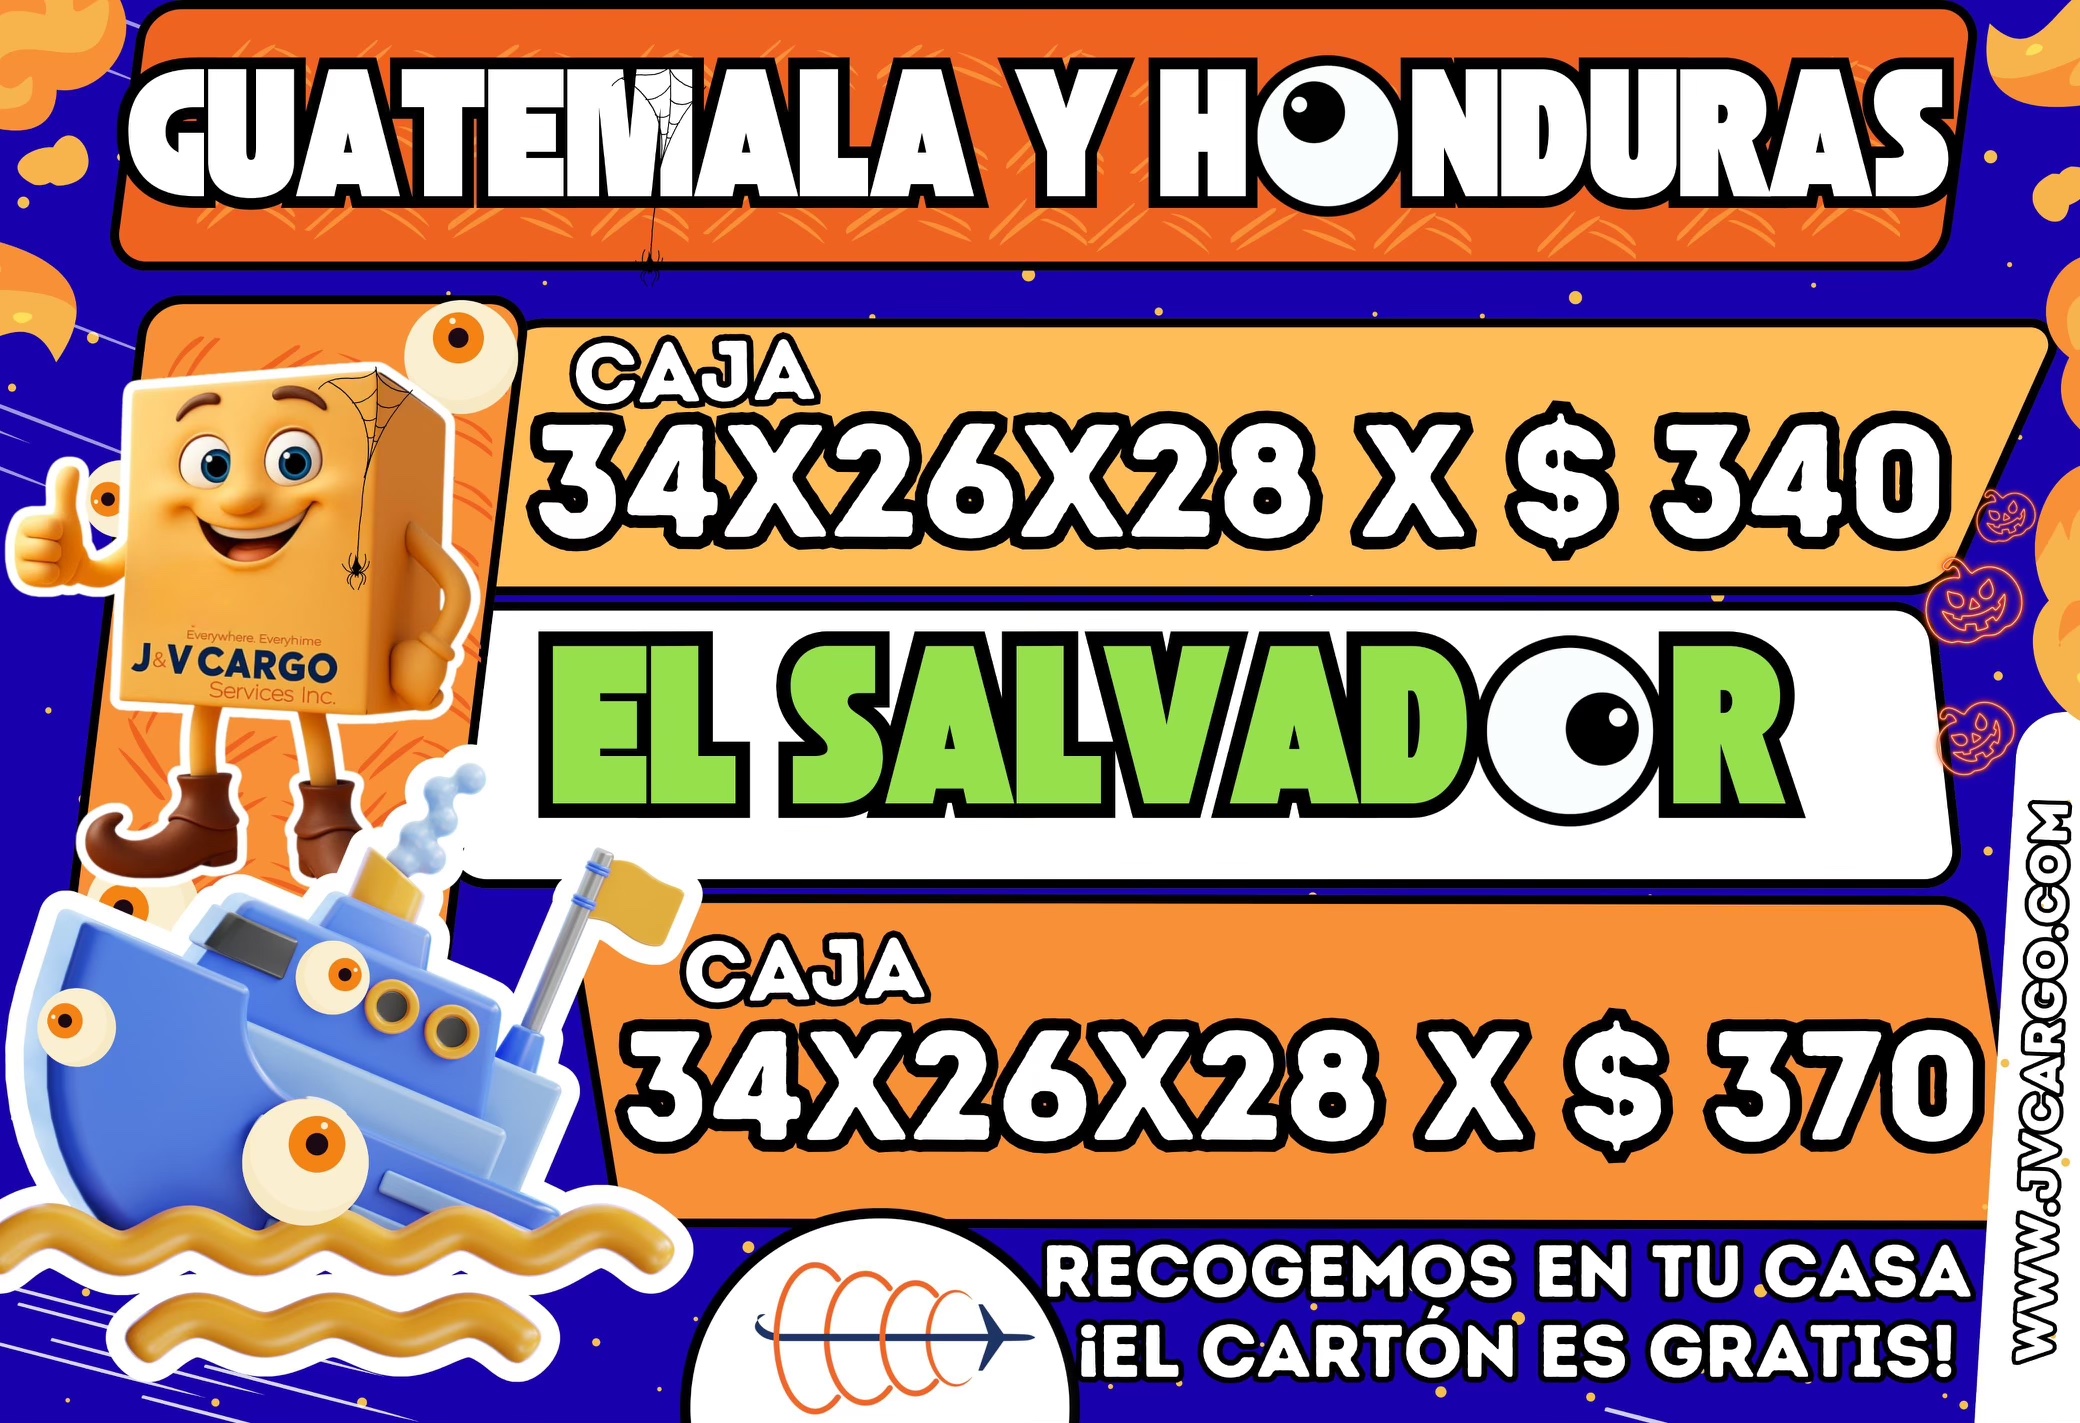 GUATEMALA Y HONDURAS
CAJA
34X26X28 X $ 340
Everywhere. Everyhime
J&V CARGO
Services Inc.
EL SALVADOR
CAJA
34X26X28 X $ 370
RECOGEMOS EN TU CASA
¡EL CARTÓN ES GRATIS!
WWW.JVCARGO.COM